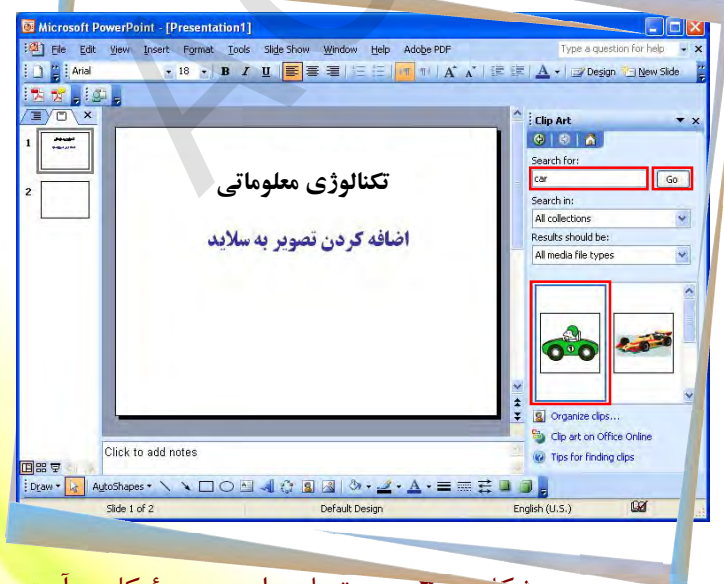 Microsoft PowerPoint - [Presentation1]
File Edit View Insert Format Tools Slide Show Window Help Adobe PDF
Type a question for help
Arial 18 B I U A A A Design New Slide
Clip Art
Search for:
car Go
Search in:
All collections
Results should be:
All media file types
1
2
تکنالوژی معلوماتی
اضافه کردن تصویر به سلاید
Organize clips...
Clip art on Office Online
Tips for finding clips
Click to add notes
Draw AutoShapes A
Slide 1 of 2 Default Design English (U.S.)